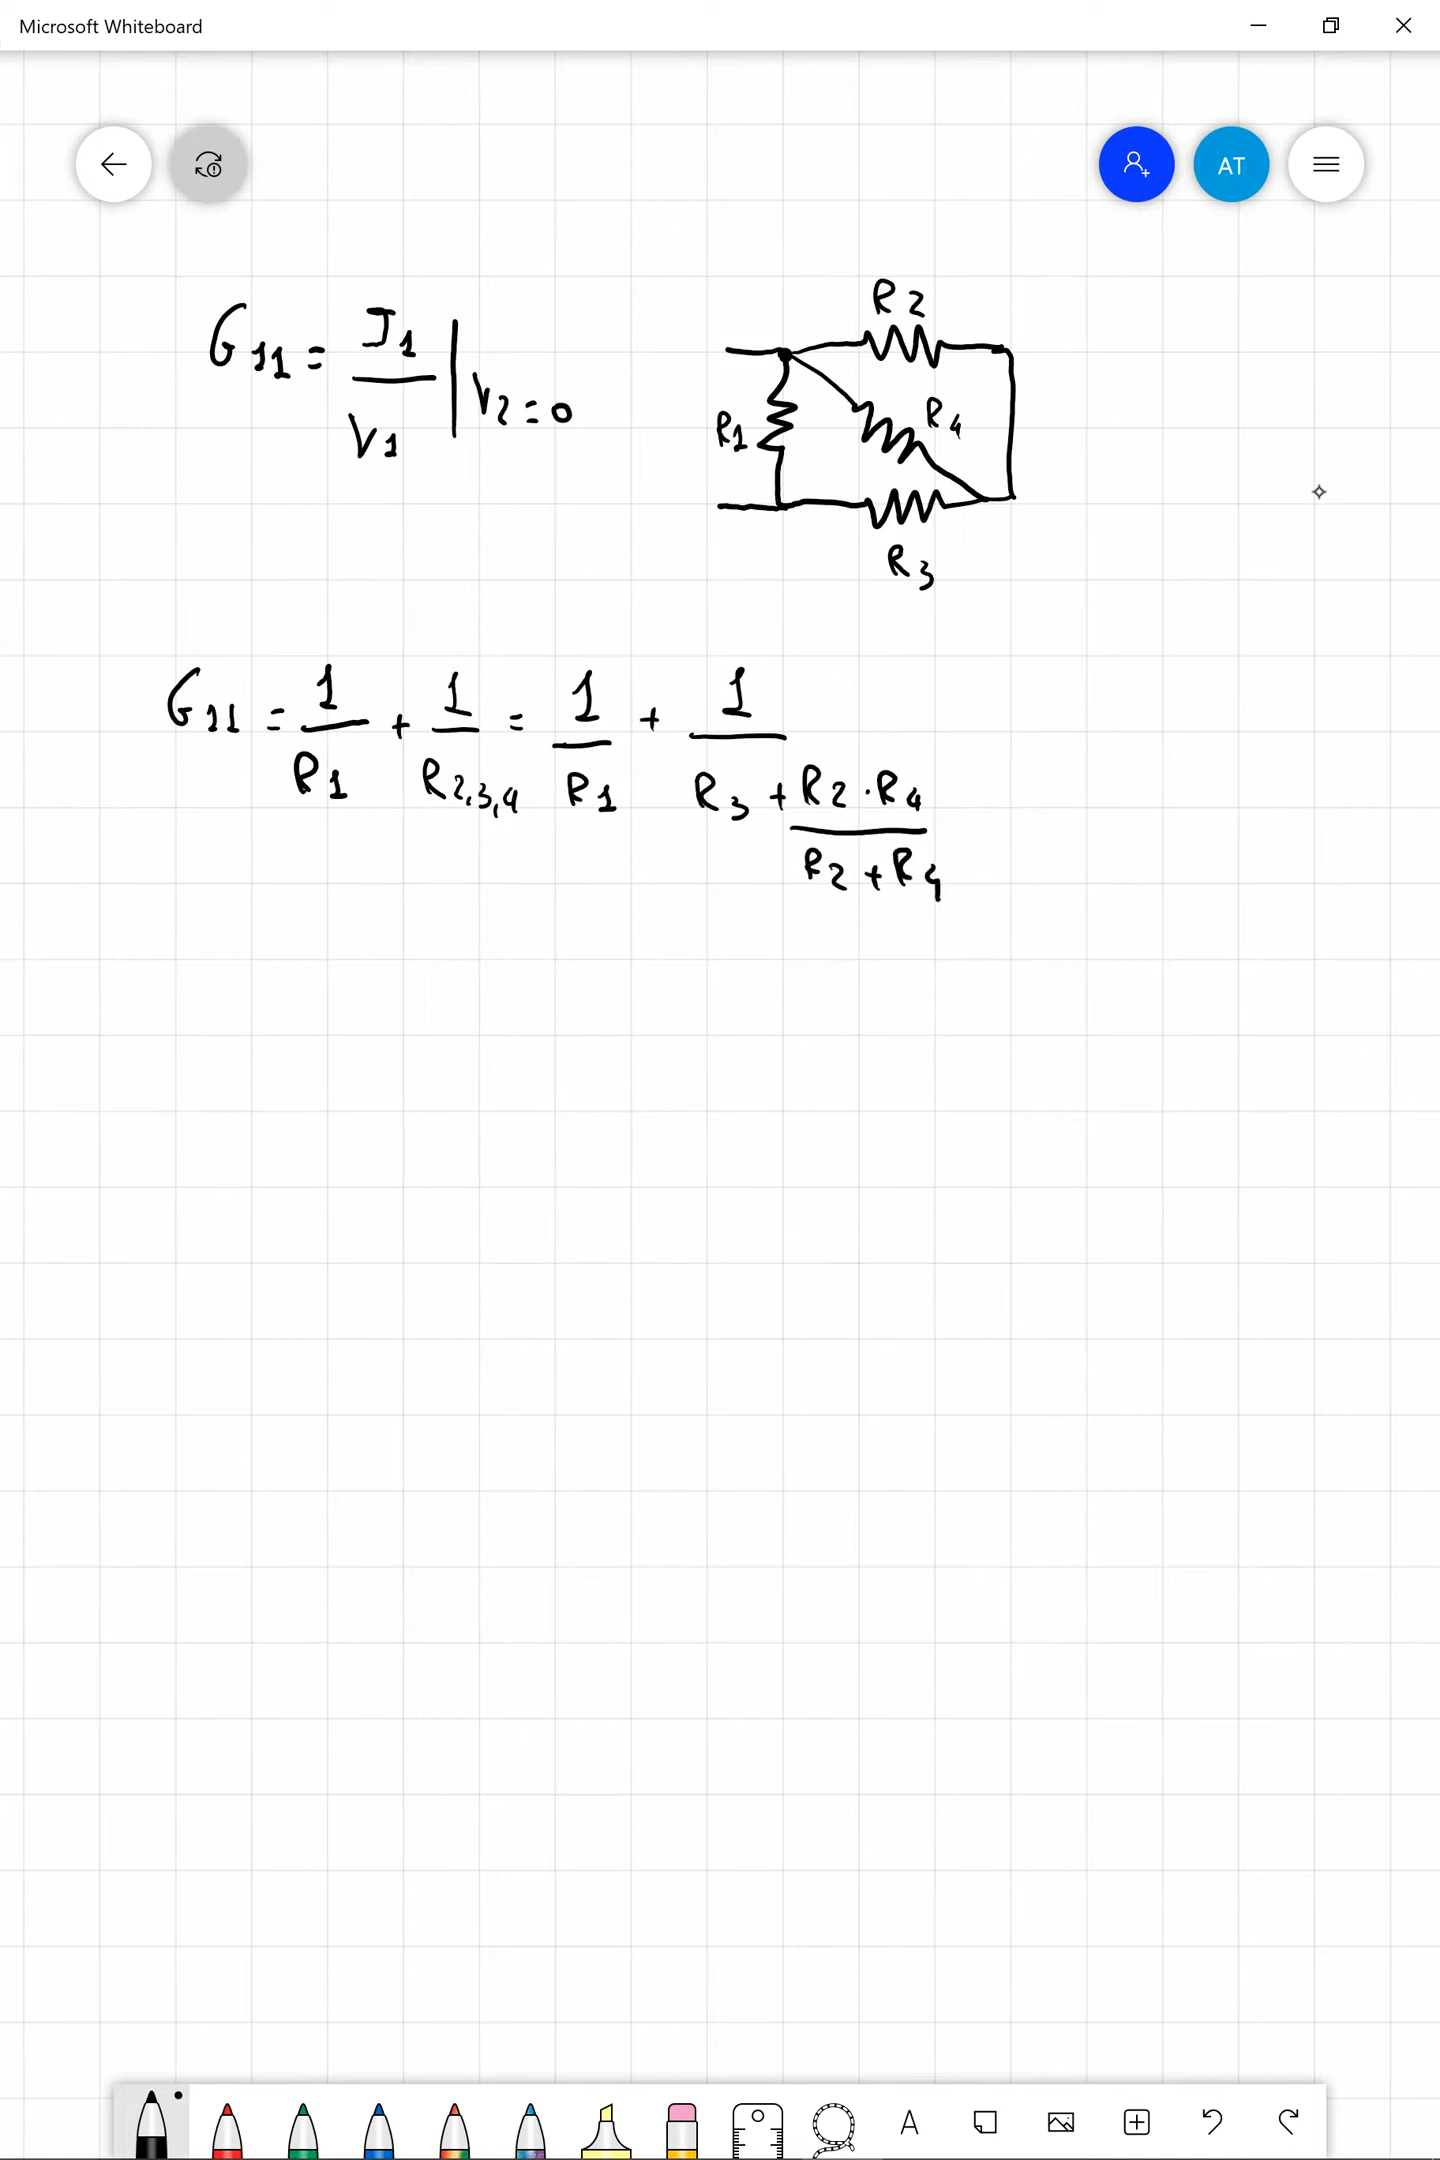 Microsoft Whiteboard
AT
G11 = J1 / V1 | V2=0
R2
R1
R4
R3
G11 = 1/R1 + 1/R2,3,4 = 1/R1 + 1/(R3 + (R2·R4)/(R2+R4))
A